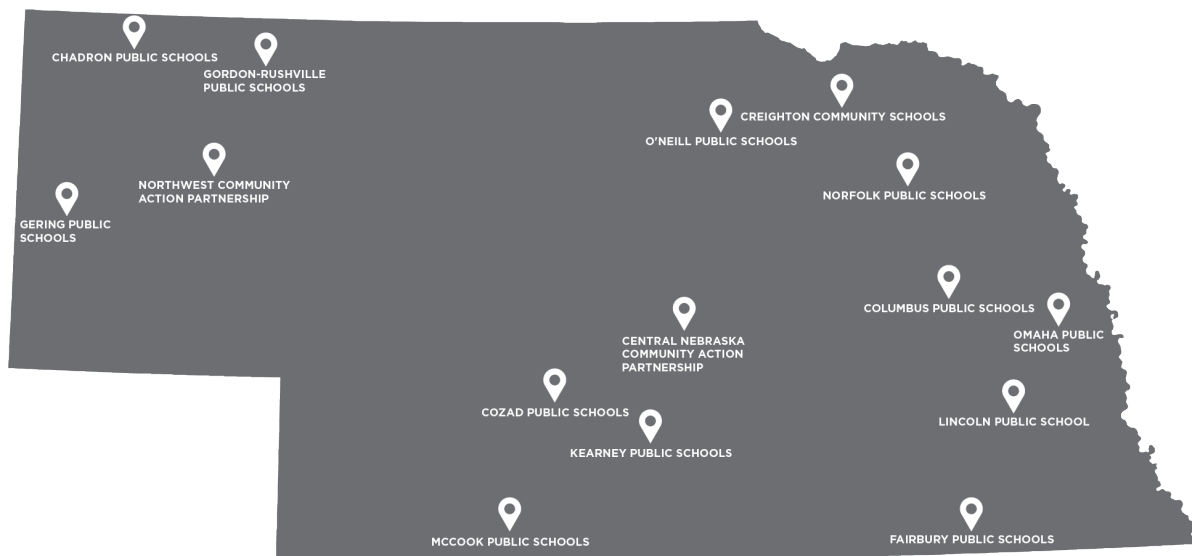 CHADRON PUBLIC SCHOOLS
GORDON-RUSHVILLE
PUBLIC SCHOOLS
CREIGHTON COMMUNITY SCHOOLS
O'NEILL PUBLIC SCHOOLS
NORTHWEST COMMUNITY
ACTION PARTNERSHIP
NORFOLK PUBLIC SCHOOLS
GERING PUBLIC
SCHOOLS
COLUMBUS PUBLIC SCHOOLS
OMAHA PUBLIC
SCHOOLS
CENTRAL NEBRASKA
COMMUNITY ACTION
PARTNERSHIP
COZAD PUBLIC SCHOOLS
LINCOLN PUBLIC SCHOOL
KEARNEY PUBLIC SCHOOLS
MCCOOK PUBLIC SCHOOLS
FAIRBURY PUBLIC SCHOOLS